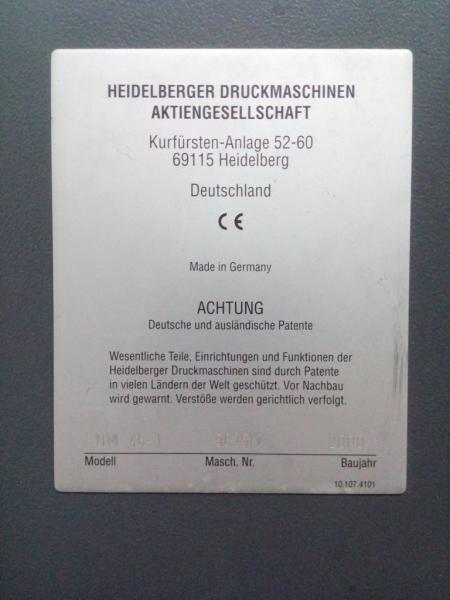 HEIDELBERGER DRUCKMASCHINEN
AKTIENGESELLSCHAFT
Kurfürsten-Anlage 52-60
69115 Heidelberg
Deutschland
CE
Made in Germany
ACHTUNG
Deutsche und ausländische Patente
Wesentliche Teile, Einrichtungen und Funktionen der
Heidelberger Druckmaschinen sind durch Patente
in vielen Ländern der Welt geschützt. Vor Nachbau
wird gewarnt. Verstöße werden gerichtlich verfolgt.
2000
Modell Masch. Nr. Baujahr
10.107.4101